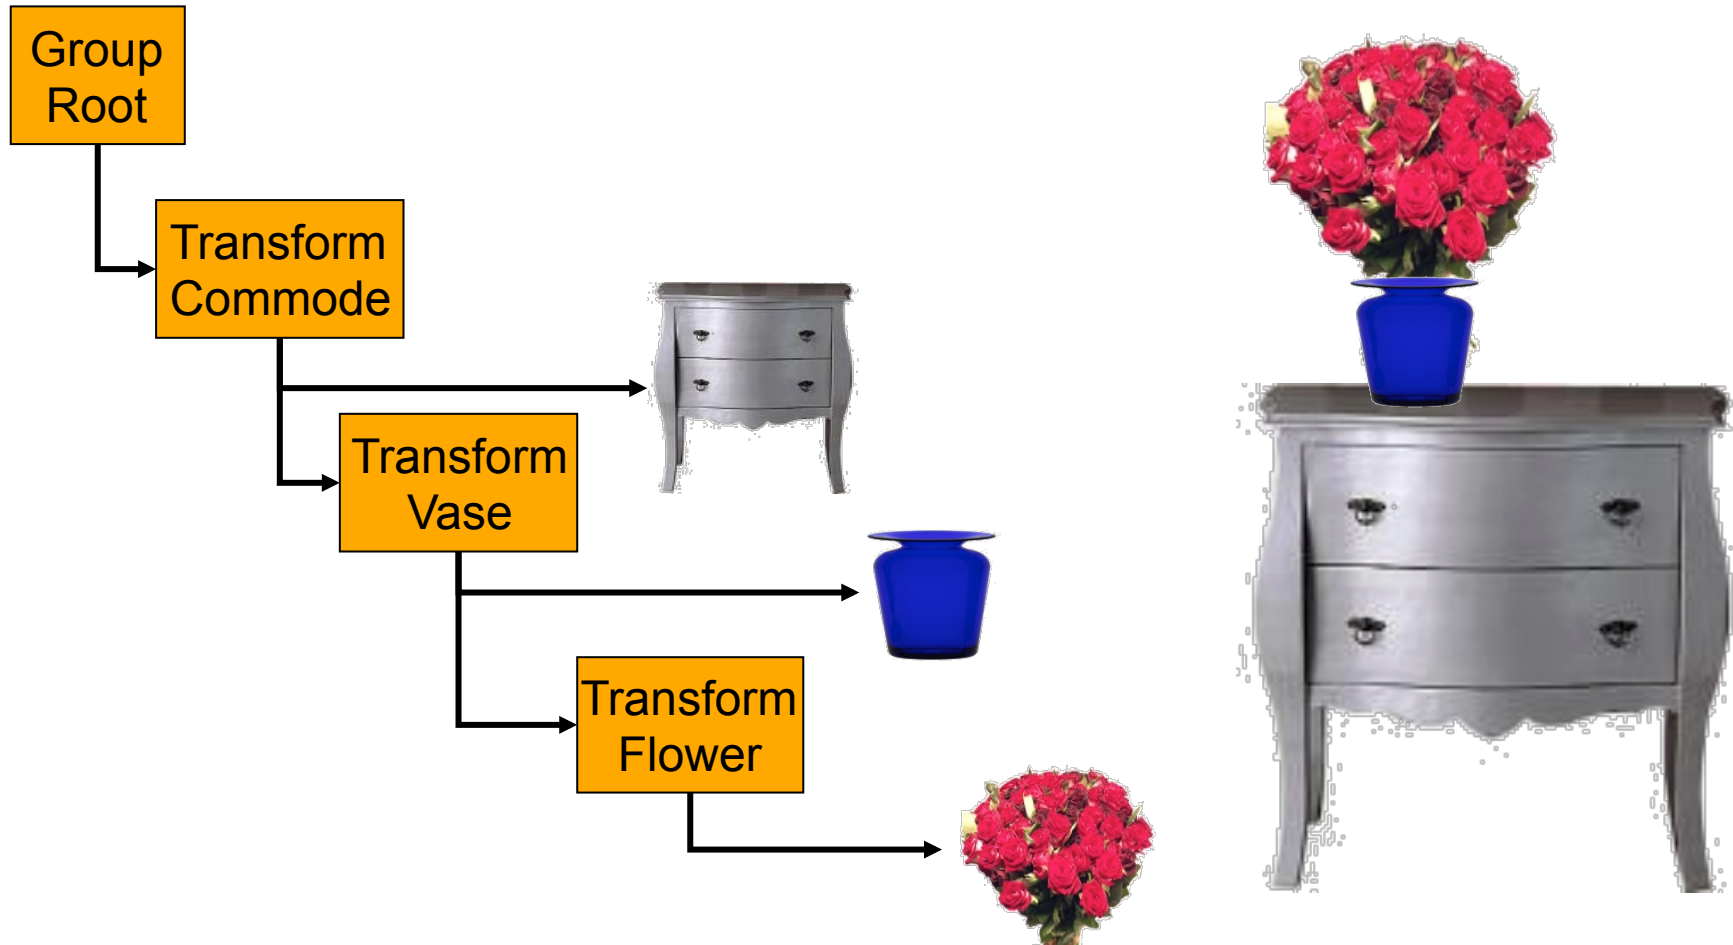 Group
Root
Transform
Commode
Transform
Vase
Transform
Flower